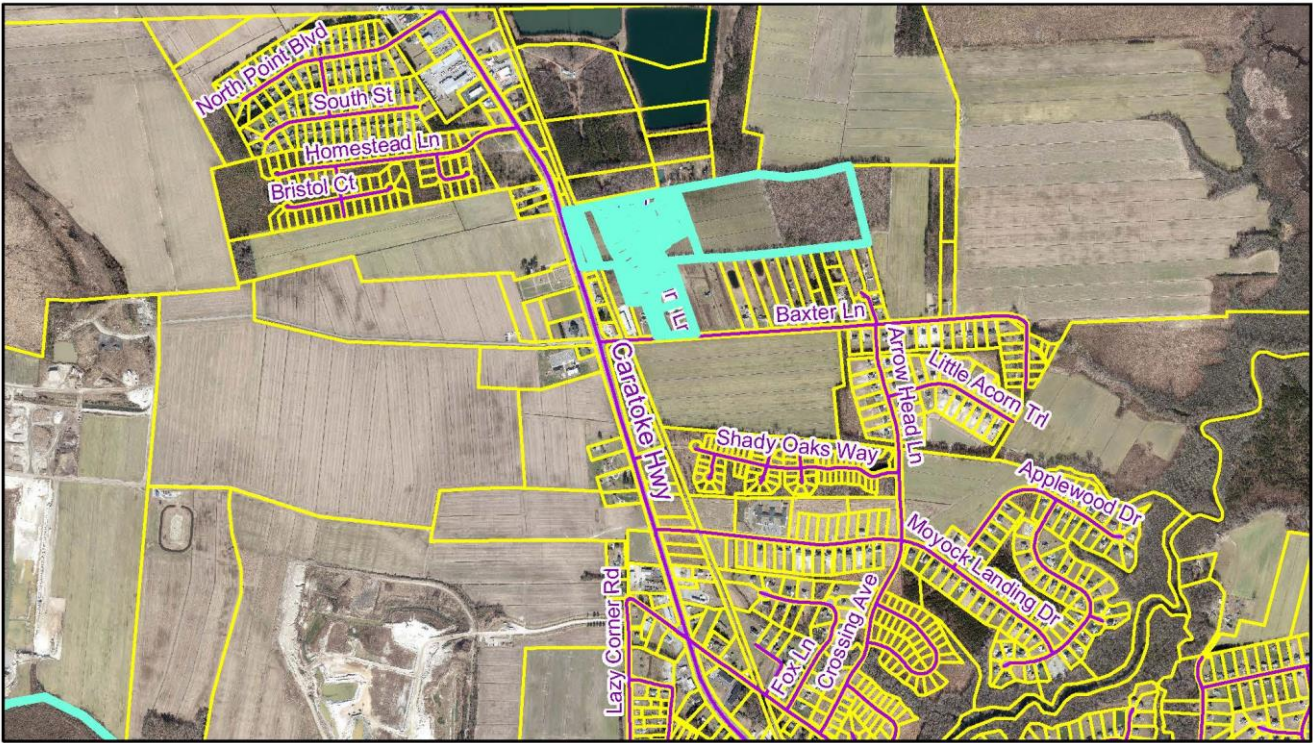 North Point Blvd
South St
Homestead Ln
Bristol Ct
Baxter Ln
Arrow Head Ln
Little Acorn Trl
Caratoke Hwy
Shady Oaks Way
Applewood Dr
Moyock Landing Dr
Lazy Corner Rd
Fox Ln
Crossing Ave